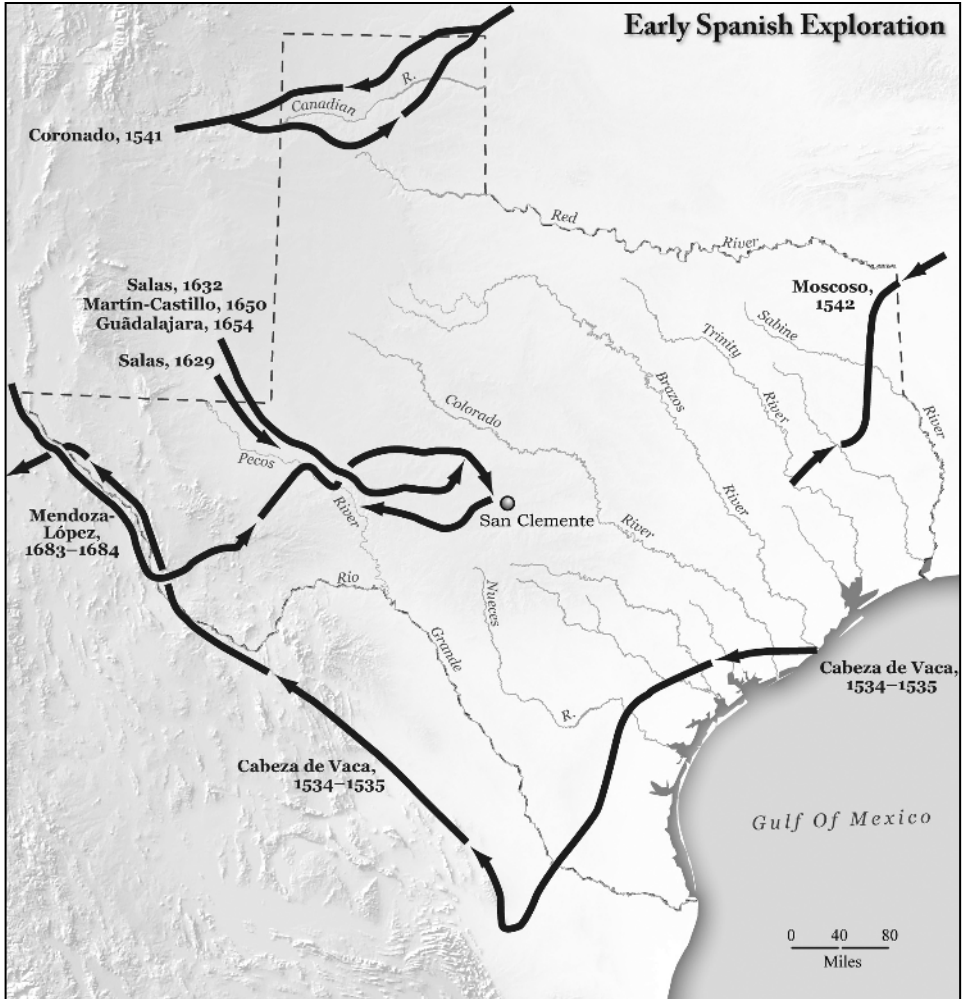 Early Spanish Exploration
Canadian
R.
Coronado, 1541
Red
River
Salas, 1632
Martín-Castillo, 1650
Guãdalajara, 1654
Salas, 1629
Moscoso,
1542
Sabine
River
Trinity
River
Brazos
River
Colorado
River
Pecos
River
San Clemente
Mendoza-
López,
1683–1684
Rio
Grande
Nueces
R.
Cabeza de Vaca,
1534–1535
Cabeza de Vaca,
1534–1535
Gulf Of Mexico
0 40 80
Miles